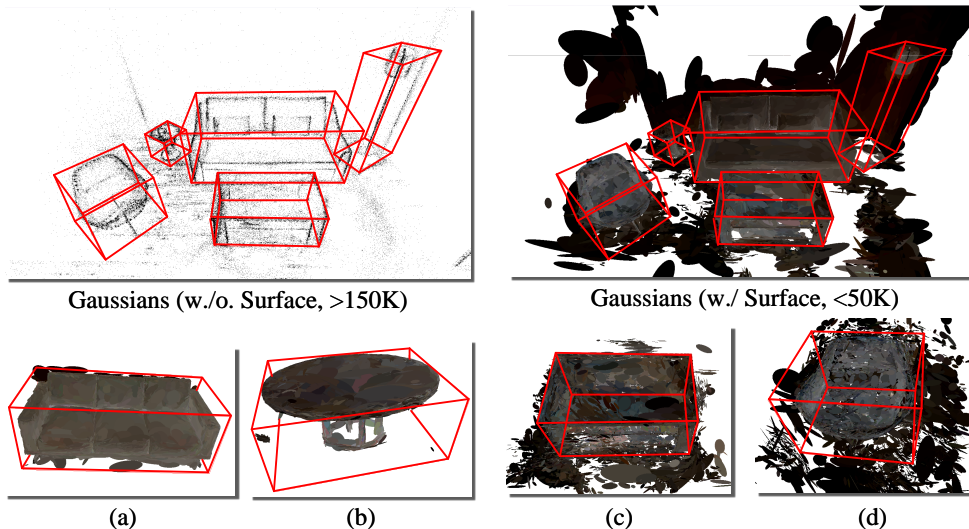 Gaussians (w./o. Surface, >150K)
Gaussians (w./ Surface, <50K)
(a)
(b)
(c)
(d)